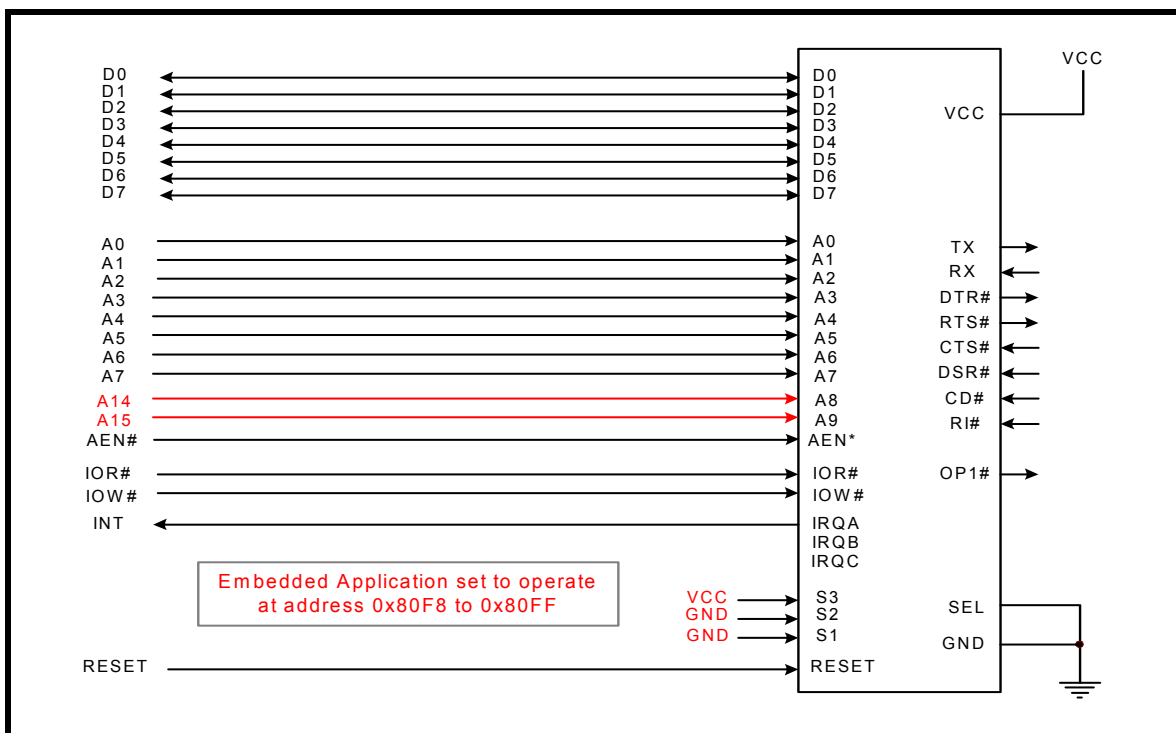 VCC
D0 D0
D1 D1
D2 D2
D3 D3
D4 D4
D5 D5
D6 D6
D7 D7
VCC
A0 A0
A1 A1
A2 A2
A3 A3
A4 A4
A5 A5
A6 A6
A7 A7
A14 A8
A15 A9
AEN# AEN*
IOR# IOR#
IOW# IOW#
INT IRQA
IRQB
IRQC
TX
RX
DTR#
RTS#
CTS#
DSR#
CD#
RI#
OP1#
Embedded Application set to operate
at address 0x80F8 to 0x80FF
VCC S3
GND S2
GND S1
SEL
GND
RESET RESET